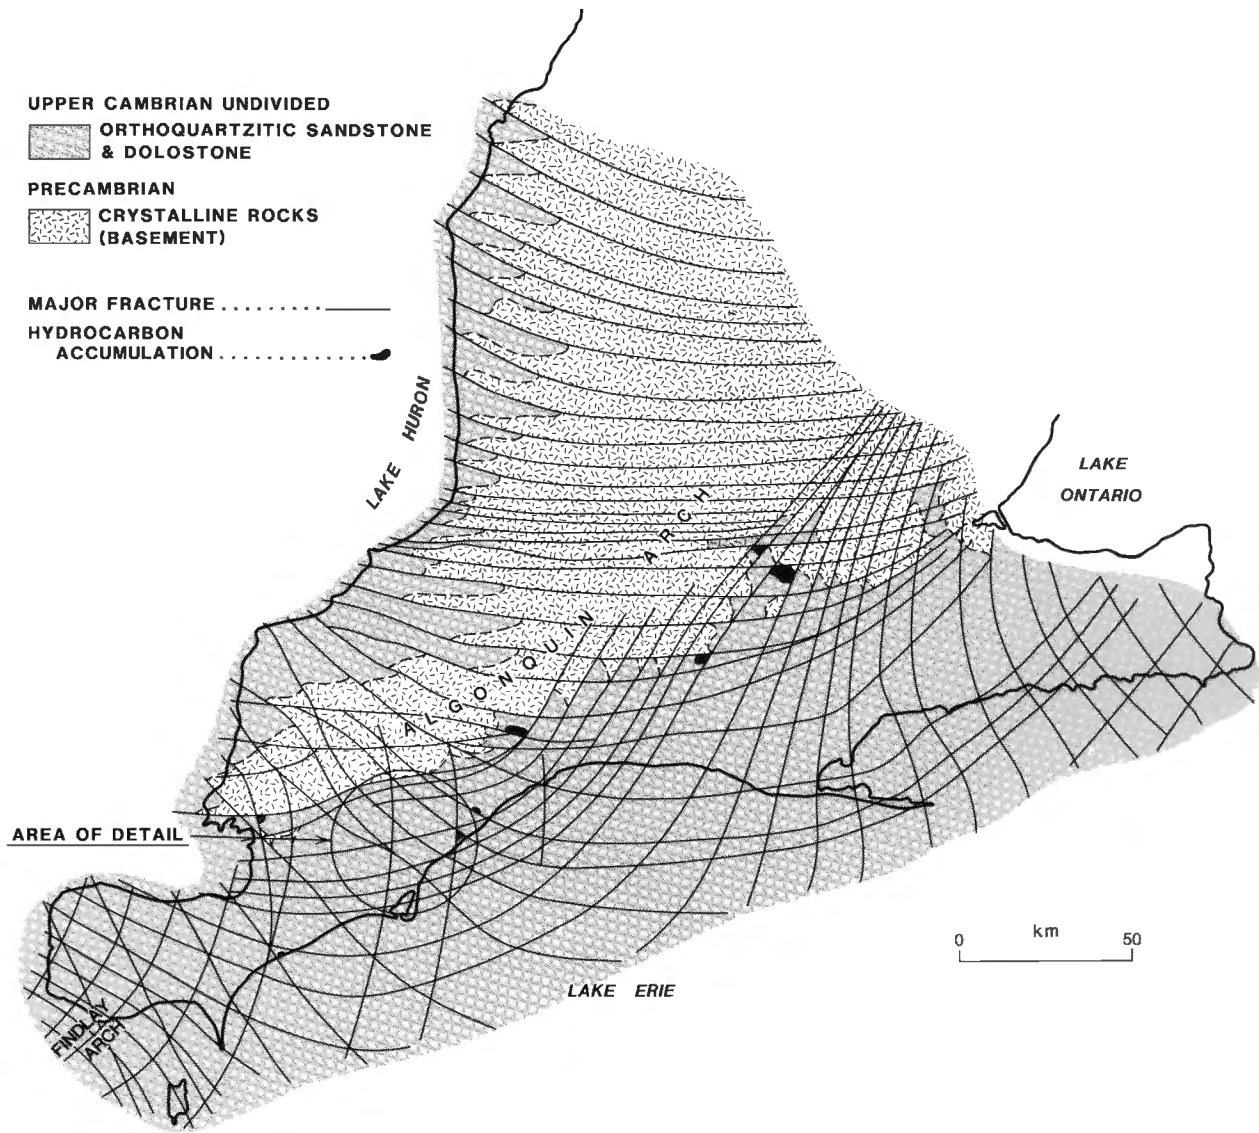 UPPER CAMBRIAN UNDIVIDED
ORTHOQUARTZITIC SANDSTONE
& DOLOSTONE
PRECAMBRIAN
CRYSTALLINE ROCKS
(BASEMENT)
MAJOR FRACTURE .........
HYDROCARBON
ACCUMULATION .............
LAKE HURON
LAKE
ONTARIO
ALGONQUIN ARCH
AREA OF DETAIL
km
0 50
LAKE ERIE
FINDLAY
ARCH